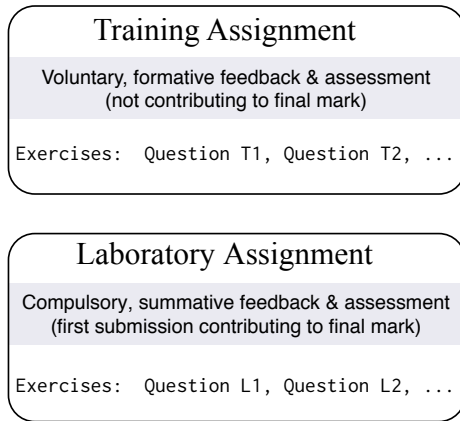 Training Assignment
Voluntary, formative feedback & assessment
(not contributing to final mark)
Exercises: Question T1, Question T2, ...
Laboratory Assignment
Compulsory, summative feedback & assessment
(first submission contributing to final mark)
Exercises: Question L1, Question L2, ...